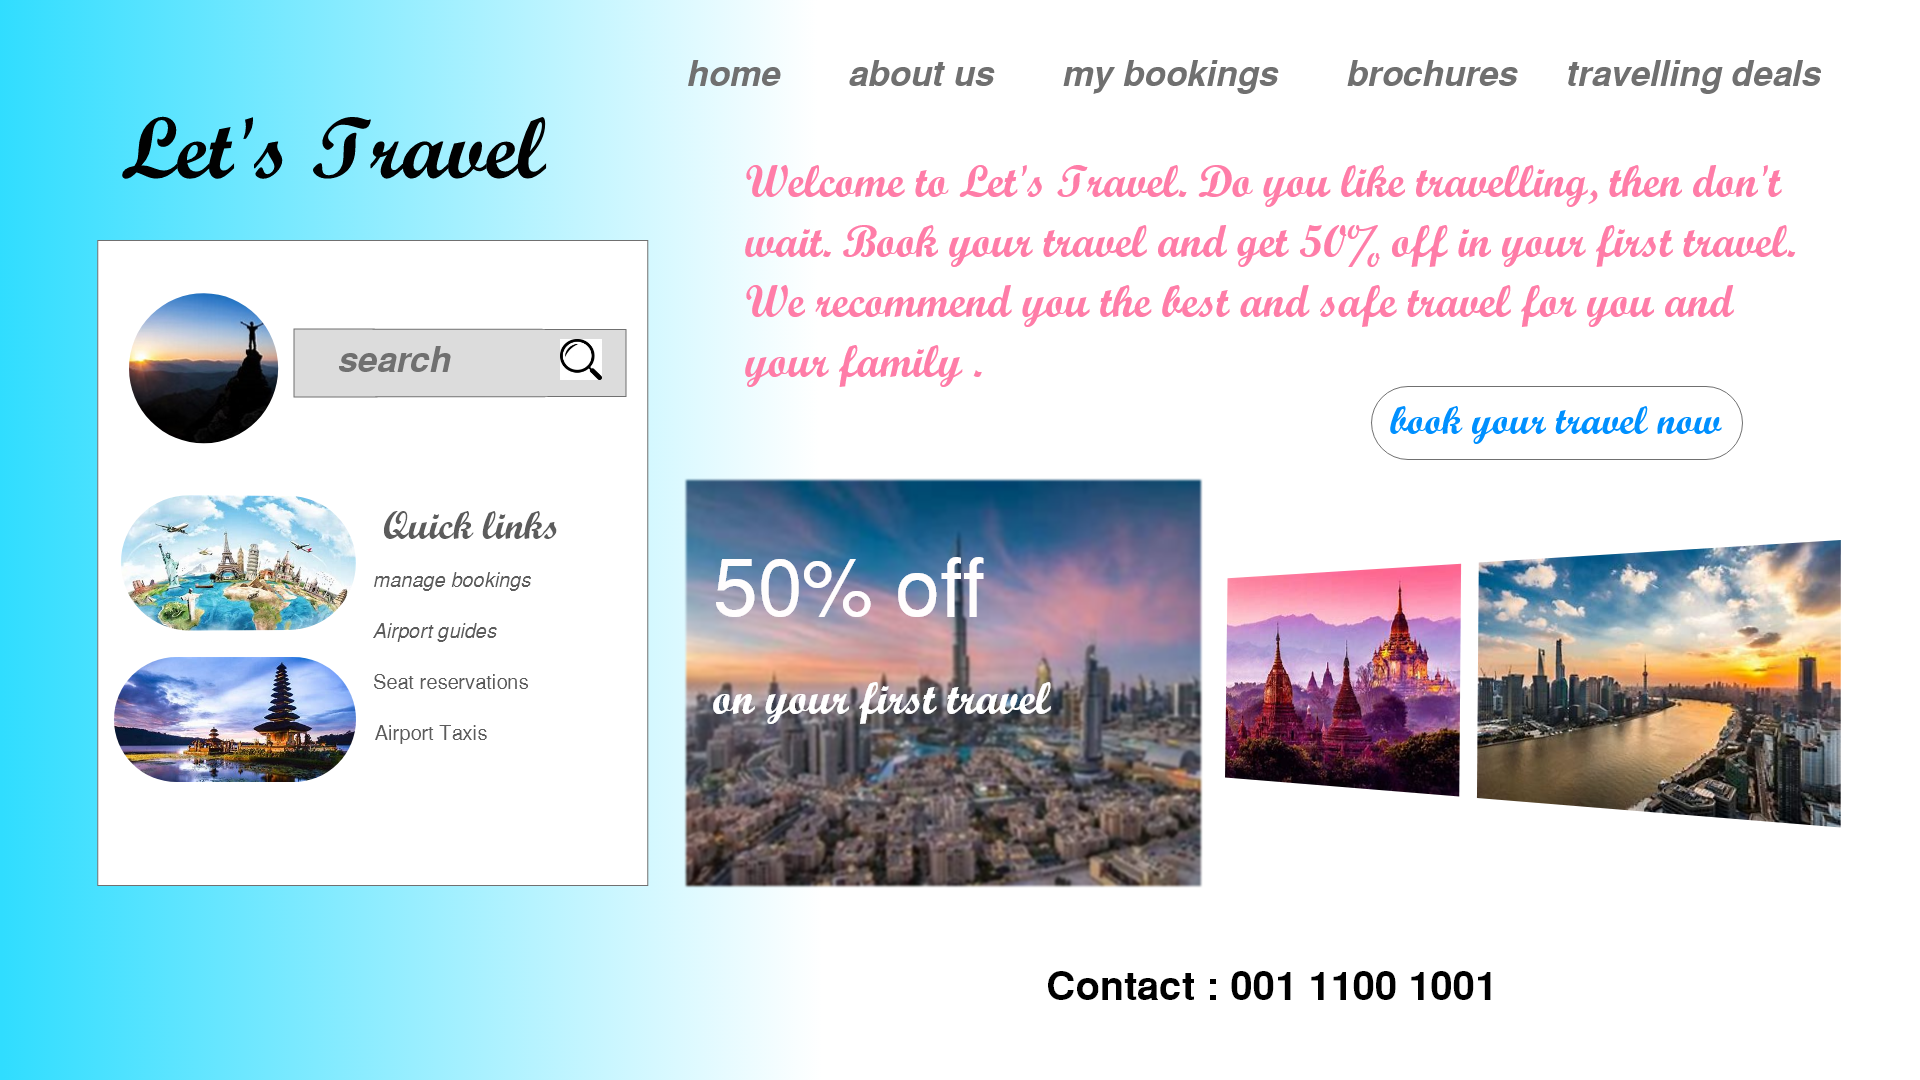 home about us my bookings brochures travelling deals
Let's Travel
Welcome to Let's Travel. Do you like travelling, then don't
wait. Book your travel and get 50% off in your first travel.
We recommend you the best and safe travel for you and
your family .
book your travel now
search
Quick links
manage bookings
Airport guides
Seat reservations
Airport Taxis
50% off
on your first travel
Contact : 001 1100 1001